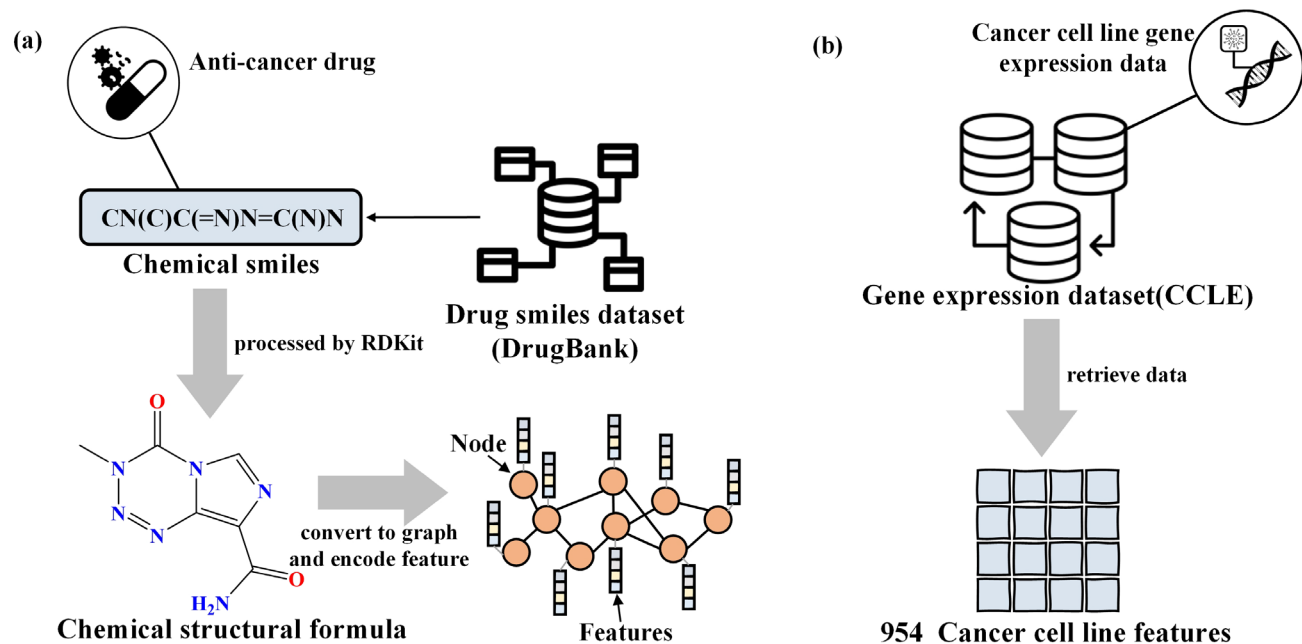 (a)
Anti-cancer drug
CN(C)C(=N)N=C(N)N
Chemical smiles
Drug smiles dataset
(DrugBank)
processed by RDKit
O
N
N
N
N
N
O
H₂N
Chemical structural formula
convert to graph
and encode feature
Node
Features
(b)
Cancer cell line gene
expression data
Gene expression dataset(CCLE)
retrieve data
954 Cancer cell line features